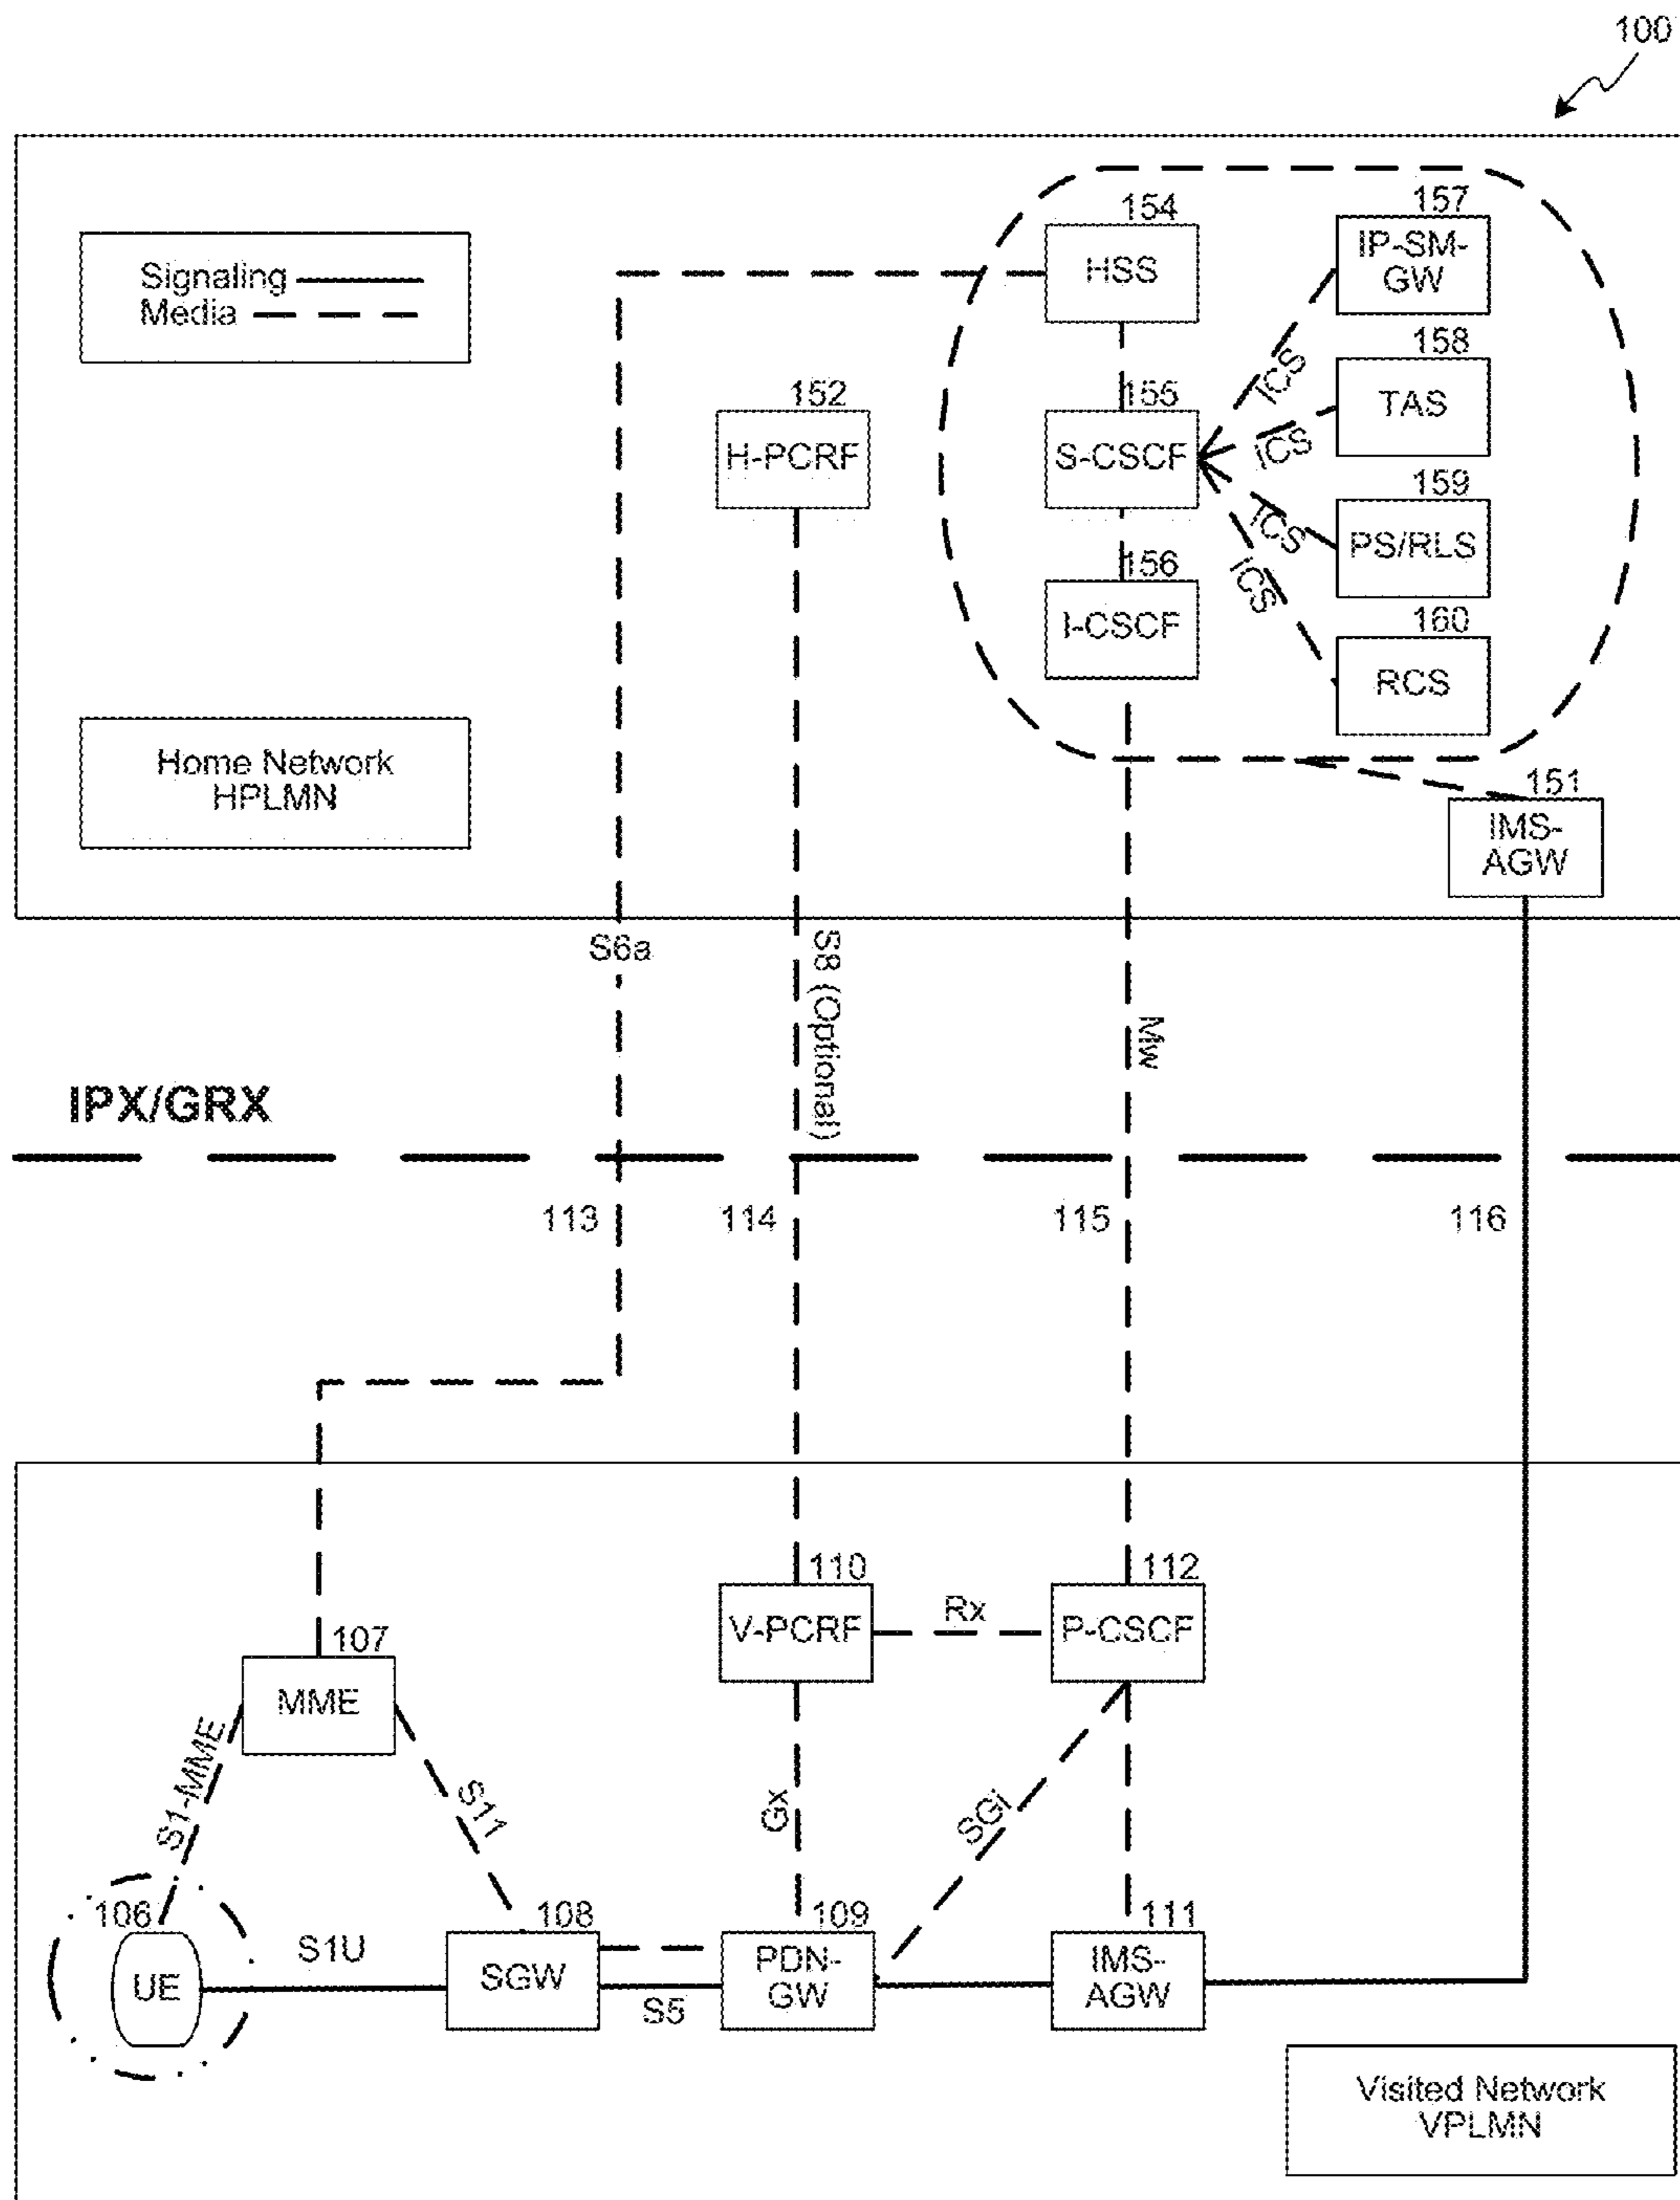 100
Signaling
Media
154
HSS
157
IP-SM-
GW
ICS
158
TAS
ICS
152
H-PCRF
155
S-CSCF
159
PS/RLS
ICS
156
I-CSCF
ICS
160
RCS
Home Network
HPLMN
151
IMS-
AGW
S6a
S8 (Optional)
Mw
IPX/GRX
113
114
115
116
110
V-PCRF
Rx
112
P-CSCF
107
MME
S1-MME
S11
Gx
SGi
106
UE
S1U
108
SGW
S5
109
PDN-
GW
111
IMS-
AGW
Visited Network
VPLMN